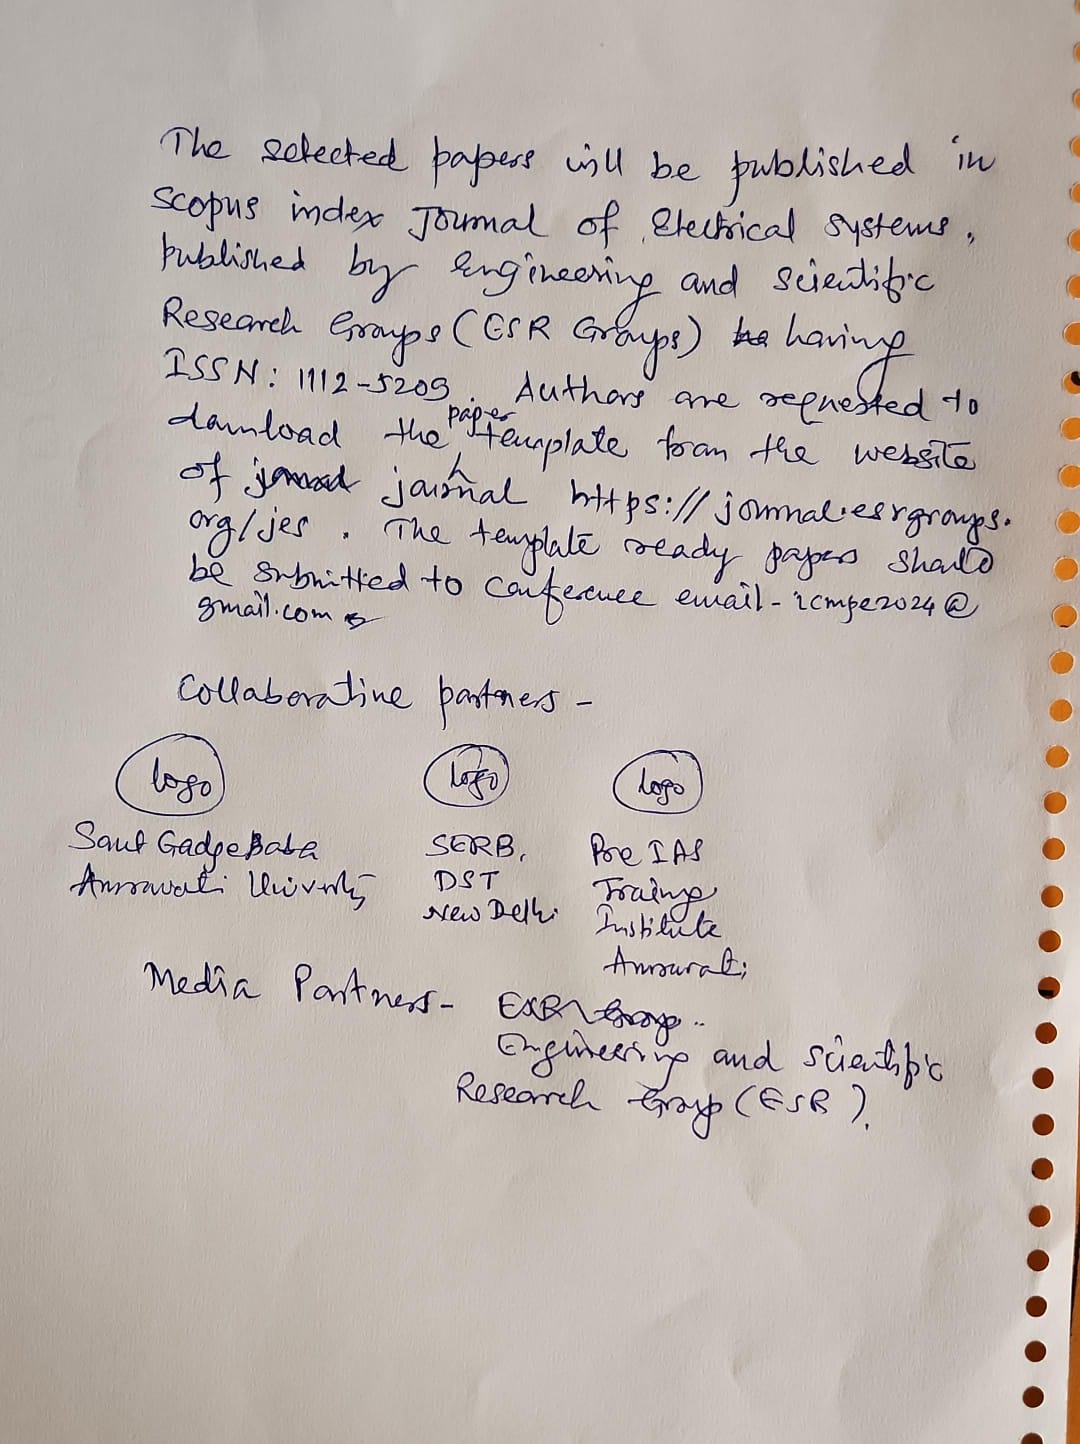 The selected papers will be published in
Scopus index Journal of Electrical systems,
published by Engineering and Scientific
Research Groups (ESR Groups) having
ISSN: 1112-5209. Authors are requested to
download the paper template from the website
of journal https://journal.esrgroups.
org/jes. The template ready papers should
be submitted to conference email - icmpe2024@
gmail.com
Collaborative partners -
logo logo logo
Sant Gadge Baba SERB, Pre IAS
Amravati University DST Training
New Delhi Institute
Amravati
Media Partners -
Engineering and Scientific
Research Group (ESR).